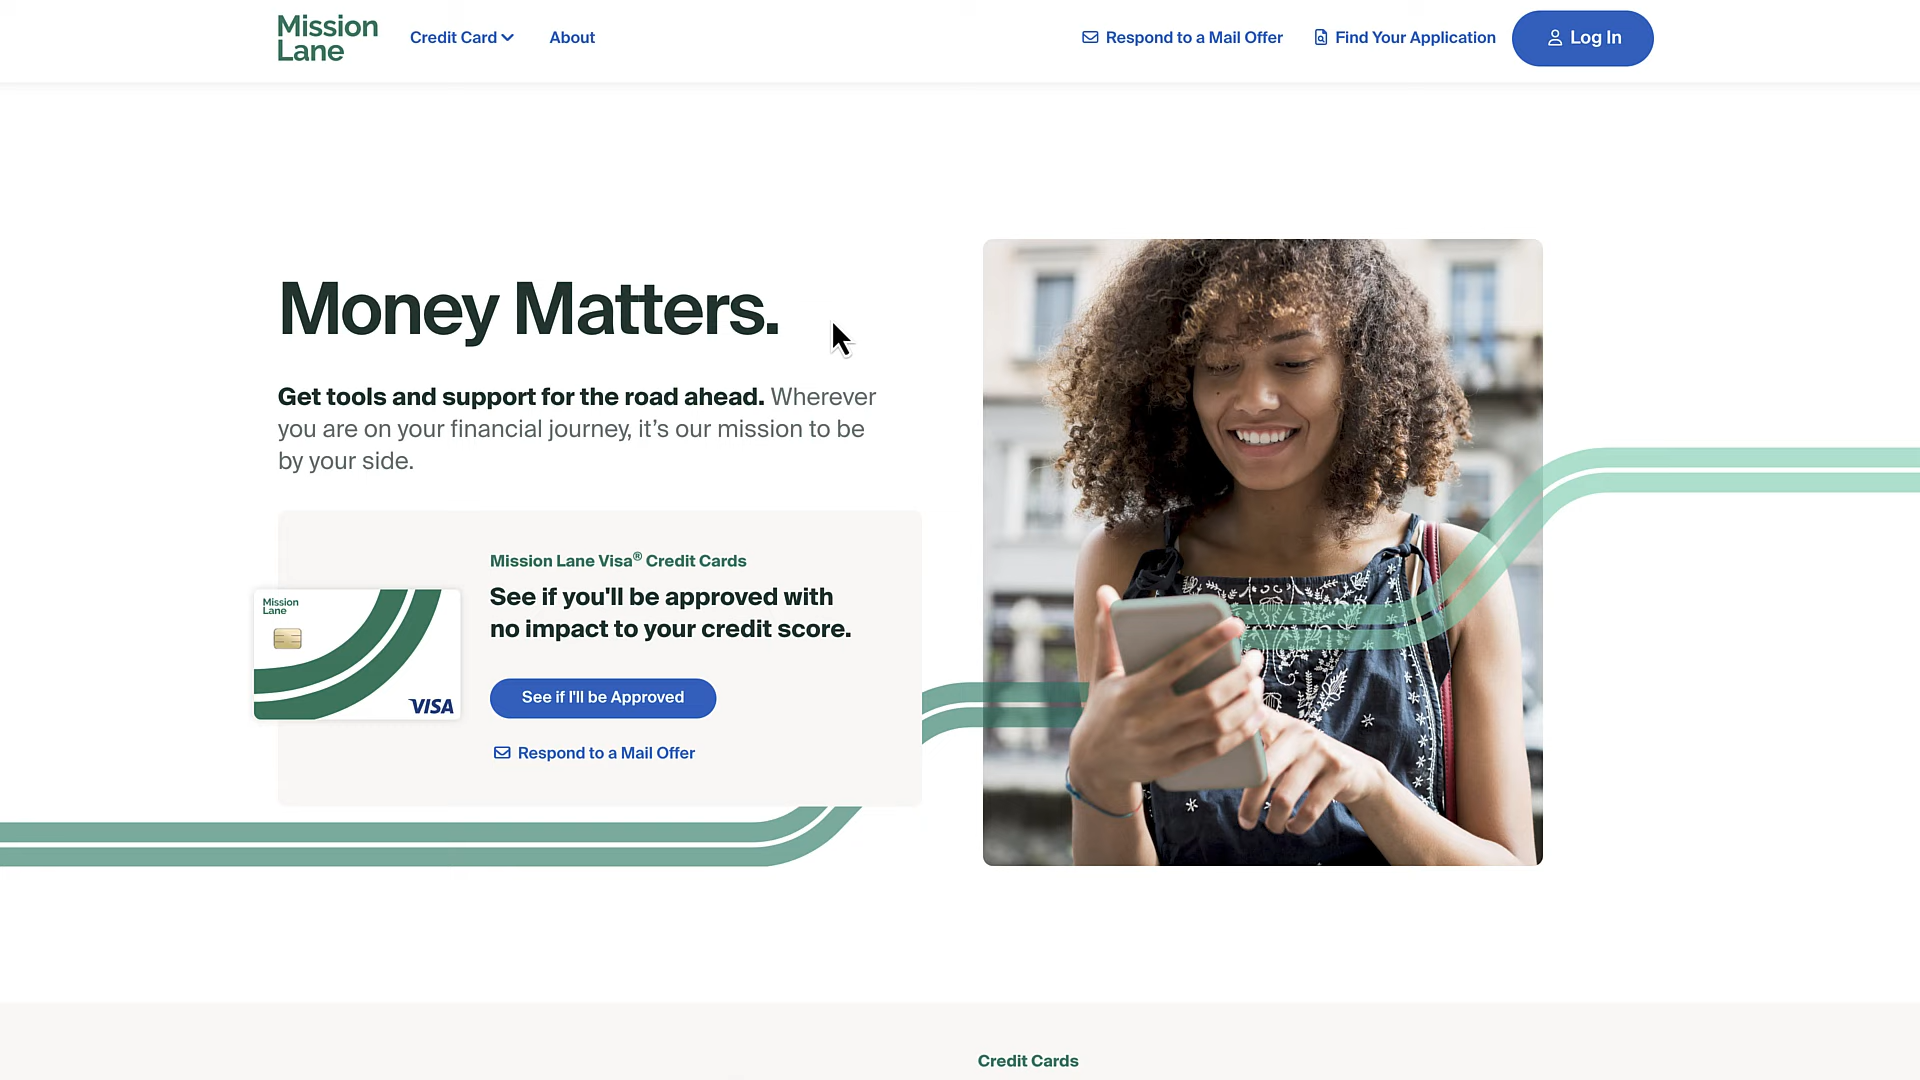 Mission
Lane
Credit Card
About
Respond to a Mail Offer
Find Your Application
Log In
Money Matters.
Get tools and support for the road ahead. Wherever
you are on your financial journey, it’s our mission to be
by your side.
Mission Lane Visa® Credit Cards
See if you'll be approved with
no impact to your credit score.
Mission
Lane
VISA
See if I'll be Approved
Respond to a Mail Offer
Credit Cards